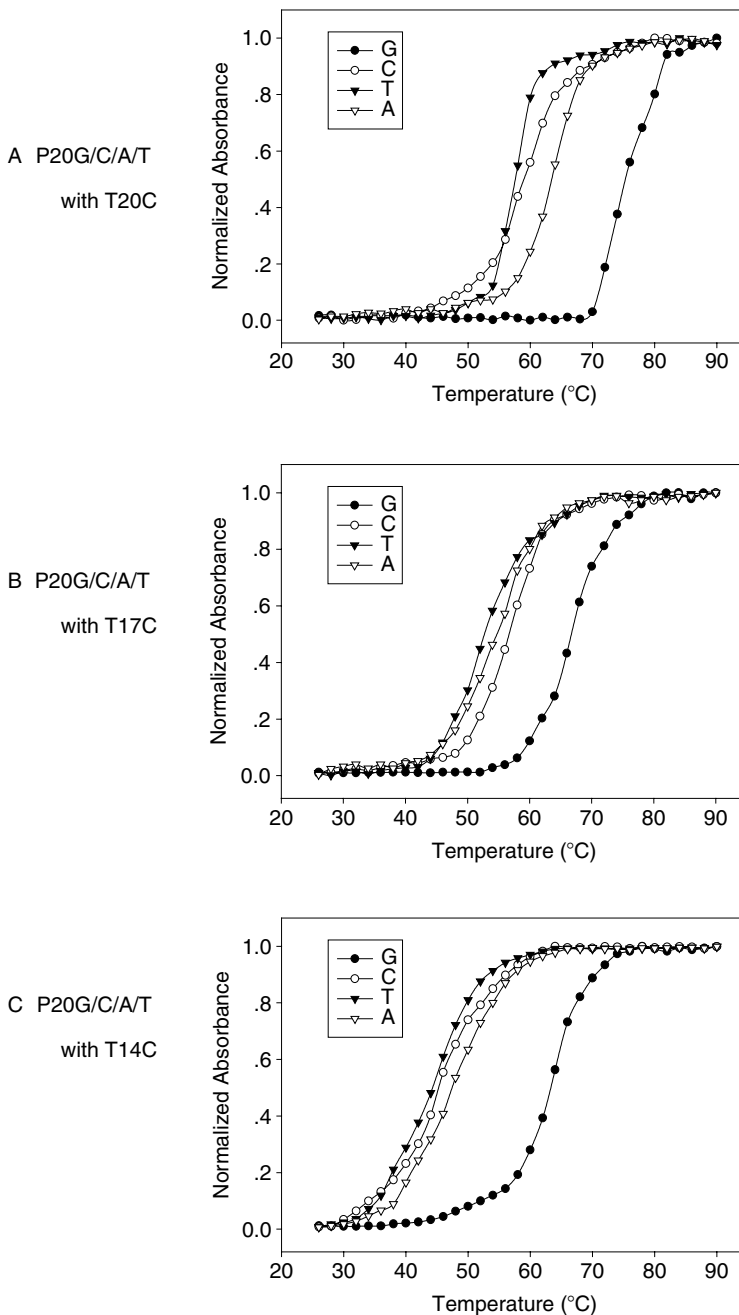 A P20G/C/A/T
with T20C
Normalized Absorbance
1.0
.8
.6
.4
.2
0.0
G
C
T
A
20 30 40 50 60 70 80 90
Temperature (°C)
B P20G/C/A/T
with T17C
Normalized Absorbance
1.0
.8
.6
.4
.2
0.0
G
C
T
A
20 30 40 50 60 70 80 90
Temperature (°C)
C P20G/C/A/T
with T14C
Normalized Absorbance
1.0
.8
.6
.4
.2
0.0
G
C
T
A
20 30 40 50 60 70 80 90
Temperature (°C)